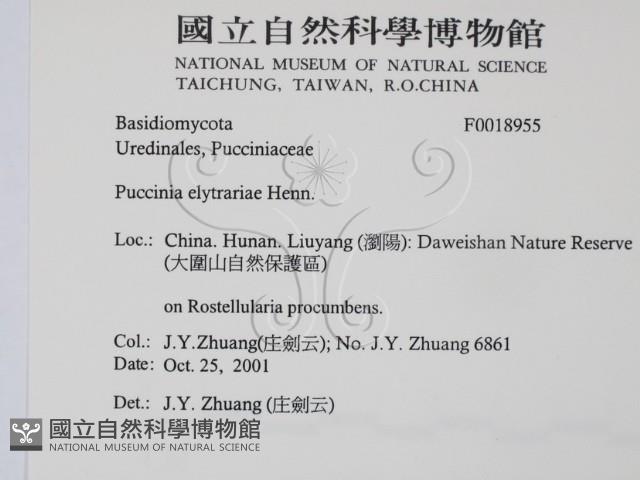 國立自然科學博物館
NATIONAL MUSEUM OF NATURAL SCIENCE
TAICHUNG, TAIWAN, R.O.CHINA
Basidiomycota F0018955
Uredinales, Pucciniaceae
Puccinia elytrariae Henn.
Loc.: China. Hunan. Liuyang (瀏陽): Daweishan Nature Reserve
(大圍山自然保護區)
on Rostellularia procumbens.
Col.: J.Y.Zhuang(庄劍云); No. J.Y. Zhuang 6861
Date: Oct. 25, 2001
Det.: J.Y. Zhuang (庄劍云)
國立自然科學博物館
NATIONAL MUSEUM OF NATURAL SCIENCE